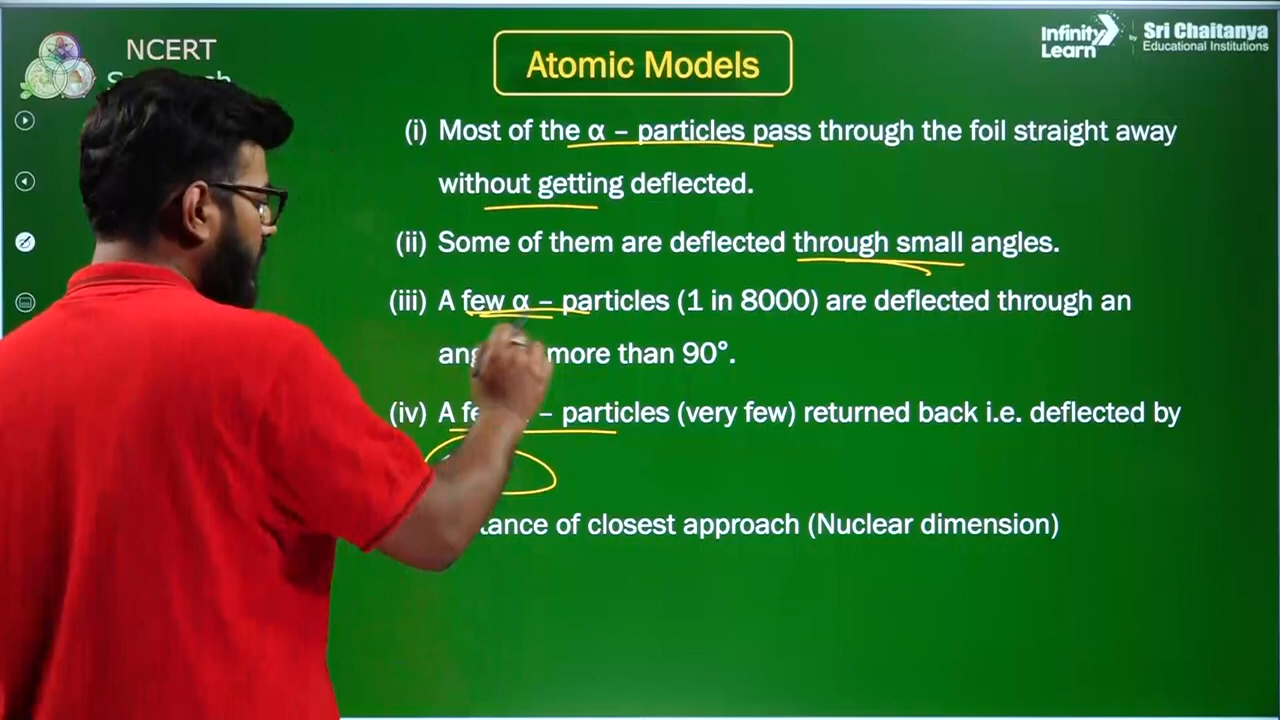 NCERT
Infinity
Learn
by
Sri Chaitanya
Educational Institutions
Atomic Models
(i) Most of the α – particles pass through the foil straight away
without getting deflected.
(ii) Some of them are deflected through small angles.
(iii) A few α – particles (1 in 8000) are deflected through an
more than 90°.
(iv) A – particles (very few) returned back i.e. deflected by
of closest approach (Nuclear dimension)